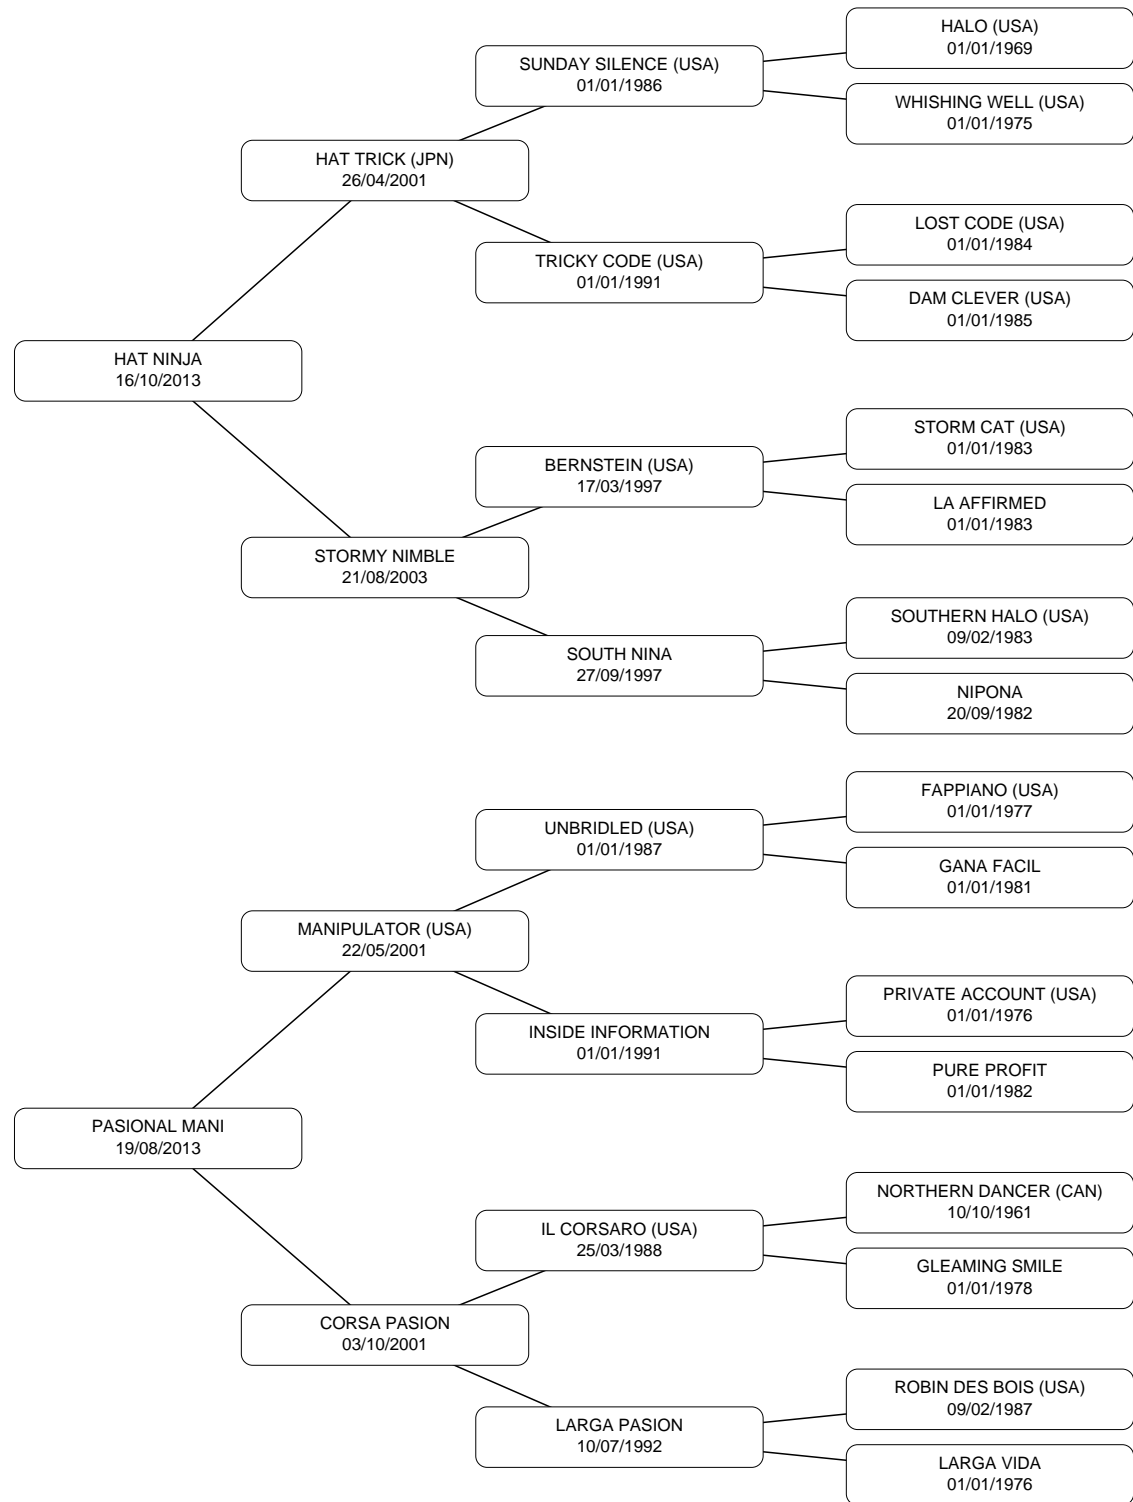 HALO (USA)
01/01/1969
SUNDAY SILENCE (USA)
01/01/1986
WHISHING WELL (USA)
01/01/1975
HAT TRICK (JPN)
26/04/2001
LOST CODE (USA)
01/01/1984
TRICKY CODE (USA)
01/01/1991
DAM CLEVER (USA)
01/01/1985
HAT NINJA
16/10/2013
STORM CAT (USA)
01/01/1983
BERNSTEIN (USA)
17/03/1997
LA AFFIRMED
01/01/1983
STORMY NIMBLE
21/08/2003
SOUTHERN HALO (USA)
09/02/1983
SOUTH NINA
27/09/1997
NIPONA
20/09/1982
FAPPIANO (USA)
01/01/1977
UNBRIDLED (USA)
01/01/1987
GANA FACIL
01/01/1981
MANIPULATOR (USA)
22/05/2001
PRIVATE ACCOUNT (USA)
01/01/1976
INSIDE INFORMATION
01/01/1991
PURE PROFIT
01/01/1982
PASIONAL MANI
19/08/2013
NORTHERN DANCER (CAN)
10/10/1961
IL CORSARO (USA)
25/03/1988
GLEAMING SMILE
01/01/1978
CORSA PASION
03/10/2001
ROBIN DES BOIS (USA)
09/02/1987
LARGA PASION
10/07/1992
LARGA VIDA
01/01/1976